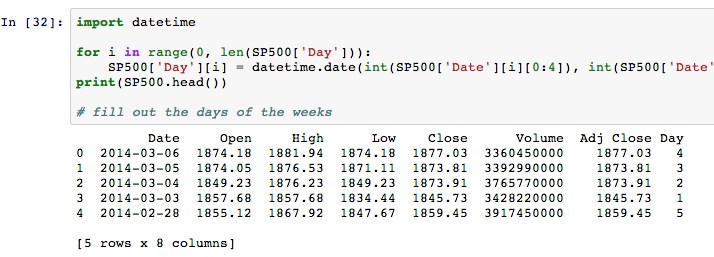 In [32]: import datetime
for i in range(0, len(SP500['Day'])):
SP500['Day'][i] = datetime.date(int(SP500['Date'][i][0:4]), int(SP500['Date'
print(SP500.head())
# fill out the days of the weeks
Date Open High Low Close Volume Adj Close Day
0 2014-03-06 1874.18 1881.94 1874.18 1877.03 3360450000 1877.03 4
1 2014-03-05 1874.05 1876.53 1871.11 1873.81 3392990000 1873.81 3
2 2014-03-04 1849.23 1876.23 1849.23 1873.91 3765770000 1873.91 2
3 2014-03-03 1857.68 1857.68 1834.44 1845.73 3428220000 1845.73 1
4 2014-02-28 1855.12 1867.92 1847.67 1859.45 3917450000 1859.45 5
[5 rows x 8 columns]